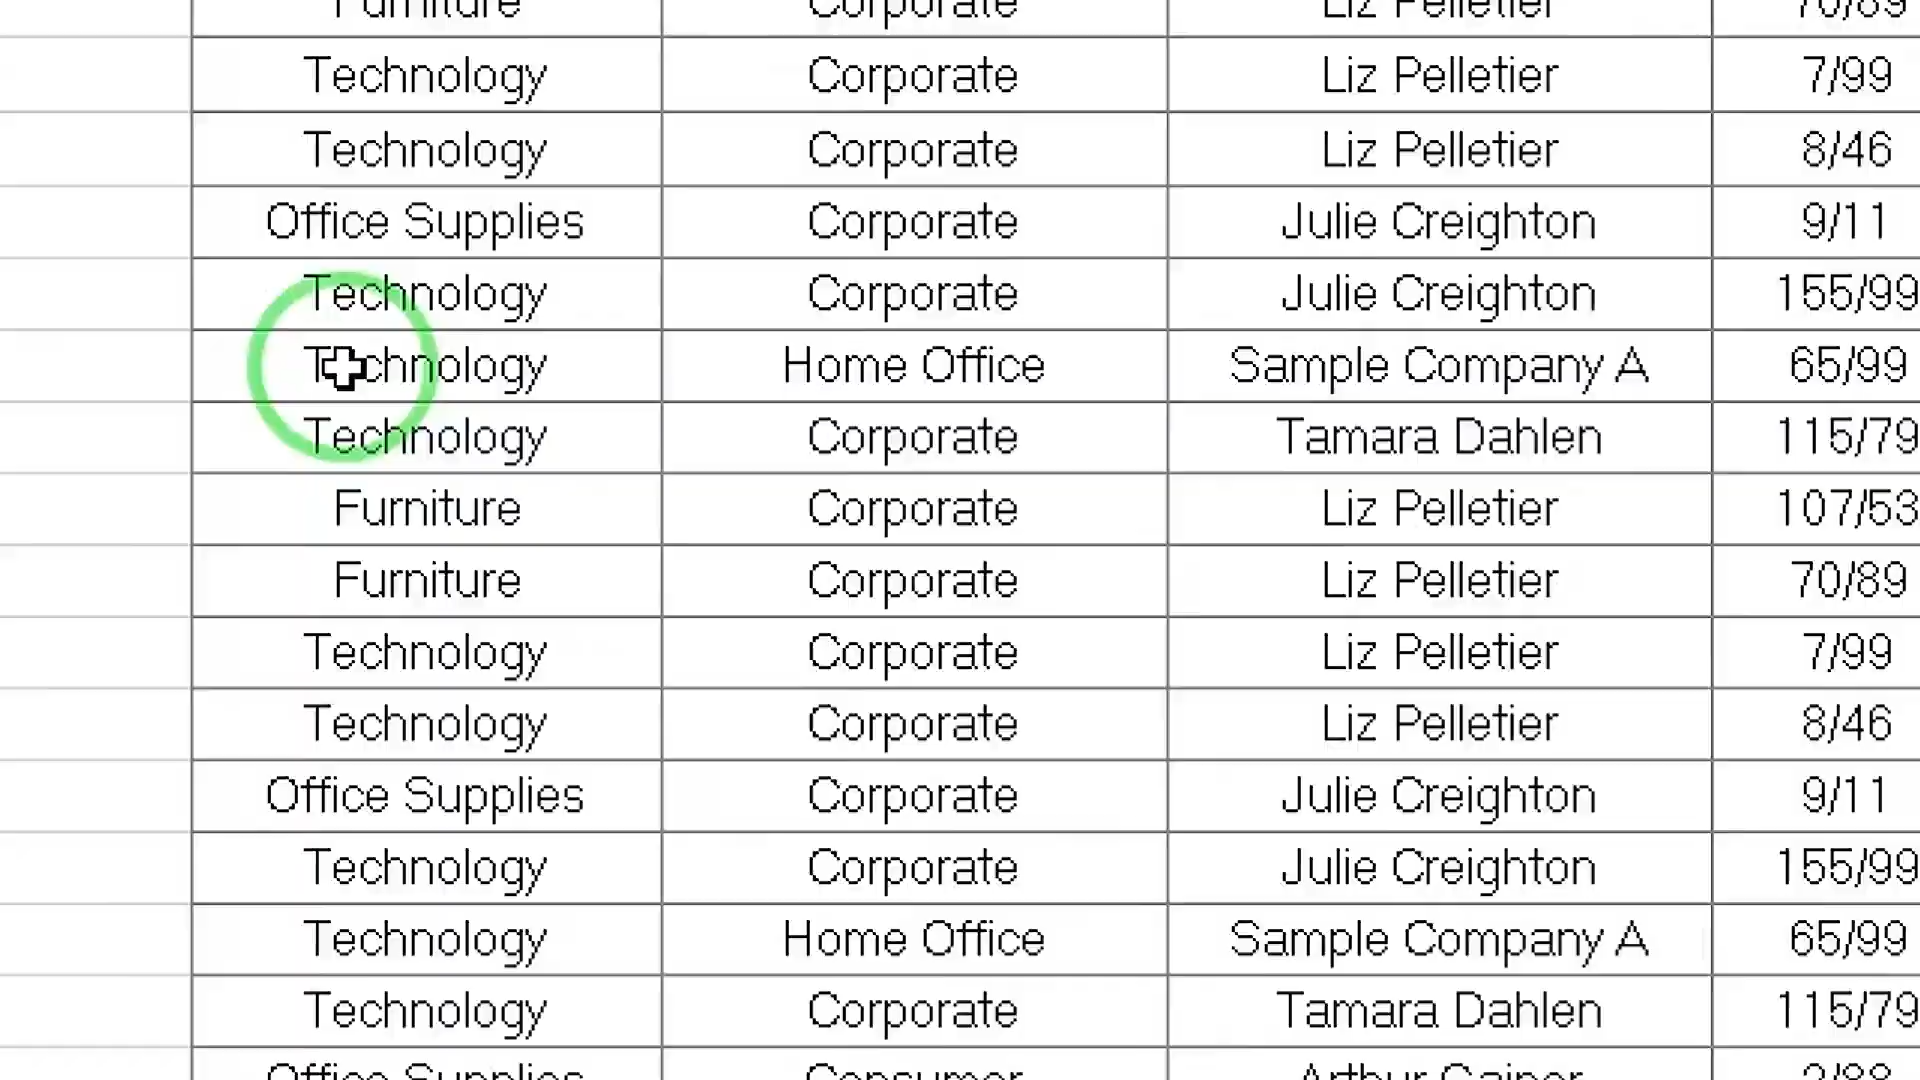 Furniture Corporate Liz Pelletier 70/89
Technology Corporate Liz Pelletier 7/99
Technology Corporate Liz Pelletier 8/46
Office Supplies Corporate Julie Creighton 9/11
Technology Corporate Julie Creighton 155/99
Technology Home Office Sample Company A 65/99
Technology Corporate Tamara Dahlen 115/79
Furniture Corporate Liz Pelletier 107/53
Furniture Corporate Liz Pelletier 70/89
Technology Corporate Liz Pelletier 7/99
Technology Corporate Liz Pelletier 8/46
Office Supplies Corporate Julie Creighton 9/11
Technology Corporate Julie Creighton 155/99
Technology Home Office Sample Company A 65/99
Technology Corporate Tamara Dahlen 115/79
Office Supplies Consumer Arthur Gainer